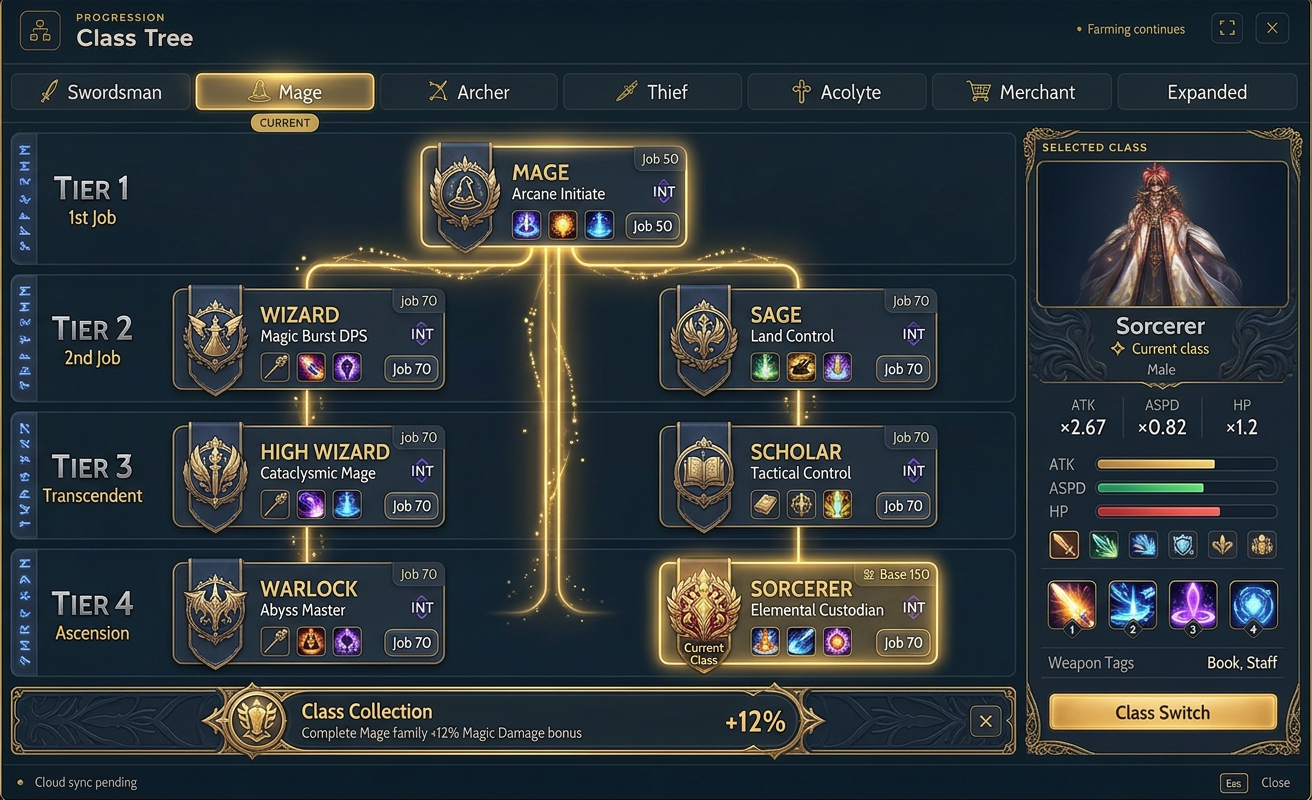 PROGRESSION
Class Tree
Farming continues
Swordsman
Mage
Archer
Thief
Acolyte
Merchant
Expanded
CURRENT
TIER 1
1st Job
MAGE
Arcane Initiate
Job 50
INT
Job 50
TIER 2
2nd Job
WIZARD
Magic Burst DPS
Job 70
INT
Job 70
SAGE
Land Control
Job 70
INT
Job 70
TIER 3
Transcendent
HIGH WIZARD
Cataclysmic Mage
Job 70
INT
Job 70
SCHOLAR
Tactical Control
Job 70
INT
Job 70
TIER 4
Ascension
WARLOCK
Abyss Master
Job 70
INT
Job 70
SORCERER
Elemental Custodian
Base 150
INT
Job 70
Current
Class
SELECTED CLASS
Sorcerer
Current class
Male
ATK ASPD HP
×2.67 ×0.82 ×1.2
ATK
ASPD
HP
1 2 3 4
Weapon Tags Book, Staff
Class Switch
Class Collection
Complete Mage family +12% Magic Damage bonus
+12%
Cloud sync pending
Ees Close